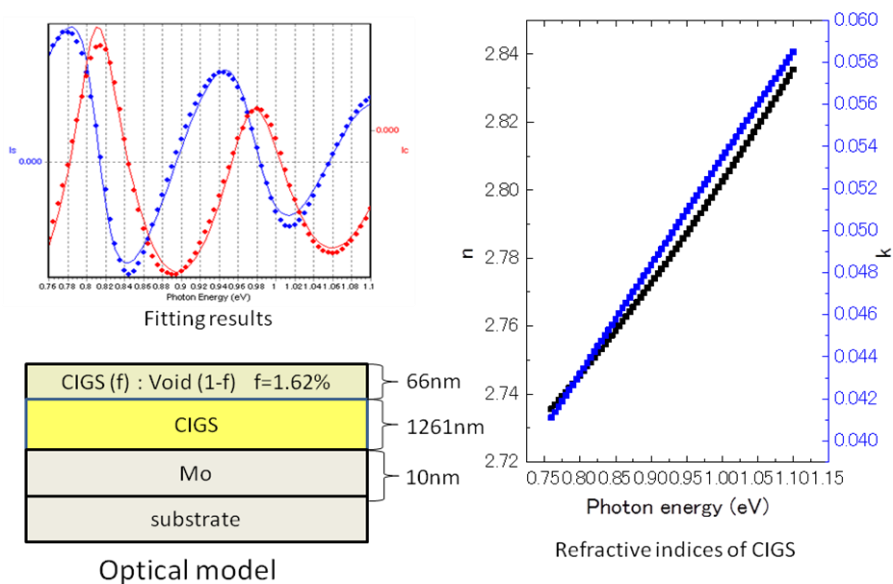 Is
0.000
0.000
Ic
0.76 0.78 0.8 0.82 0.84 0.86 0.88 0.9 0.92 0.94 0.96 0.98 1 1.02 1.04 1.06 1.08 1.1
Photon Energy (eV)
Fitting results
CIGS (f) : Void (1-f) f=1.62%
66nm
CIGS
1261nm
Mo
10nm
substrate
Optical model
2.84
2.82
2.80
2.78
2.76
2.74
2.72
n
0.060
0.058
0.056
0.054
0.052
0.050
0.048
0.046
0.044
0.042
0.040
k
0.75 0.80 0.85 0.90 0.95 1.00 1.05 1.10 1.15
Photon energy (eV)
Refractive indices of CIGS